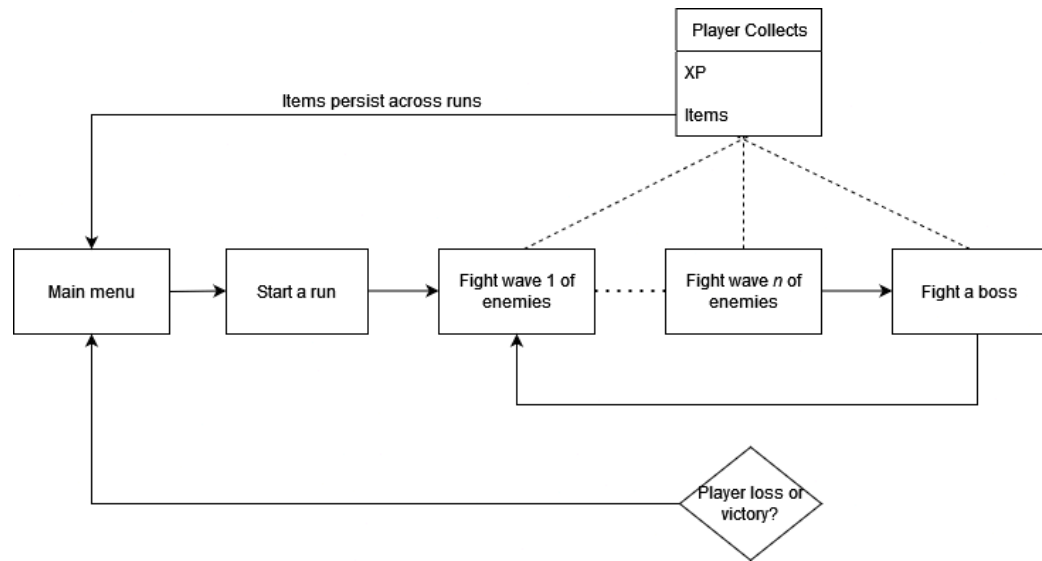 Player Collects
XP
Items persist across runs
Items
Main menu
Start a run
Fight wave 1 of
enemies
Fight wave n of
enemies
Fight a boss
Player loss or
victory?